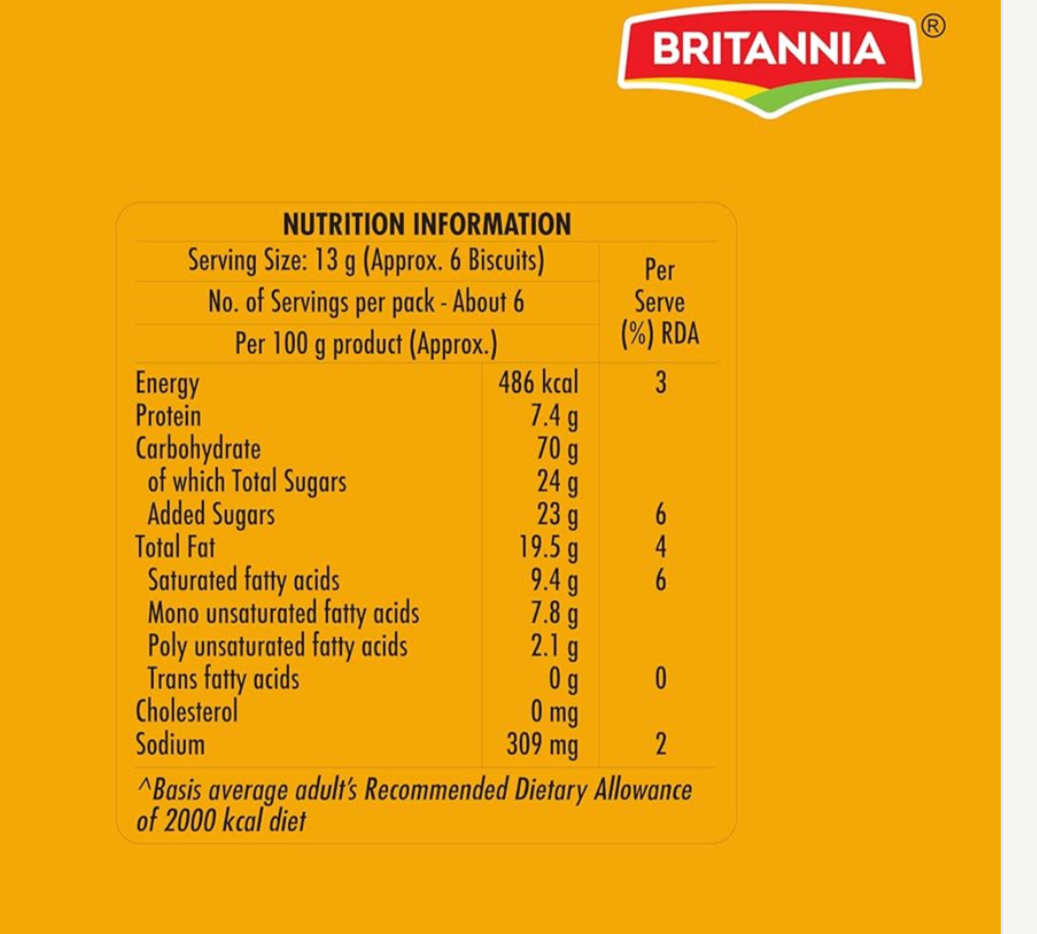 BRITANNIA ®
NUTRITION INFORMATION
Serving Size: 13 g (Approx. 6 Biscuits)
No. of Servings per pack - About 6
Per 100 g product (Approx.)
Per
Serve
(%) RDA
Energy 486 kcal 3
Protein 7.4 g
Carbohydrate 70 g
of which Total Sugars 24 g
Added Sugars 23 g 6
Total Fat 19.5 g 4
Saturated fatty acids 9.4 g 6
Mono unsaturated fatty acids 7.8 g
Poly unsaturated fatty acids 2.1 g
Trans fatty acids 0 g 0
Cholesterol 0 mg
Sodium 309 mg 2
^Basis average adult's Recommended Dietary Allowance
of 2000 kcal diet